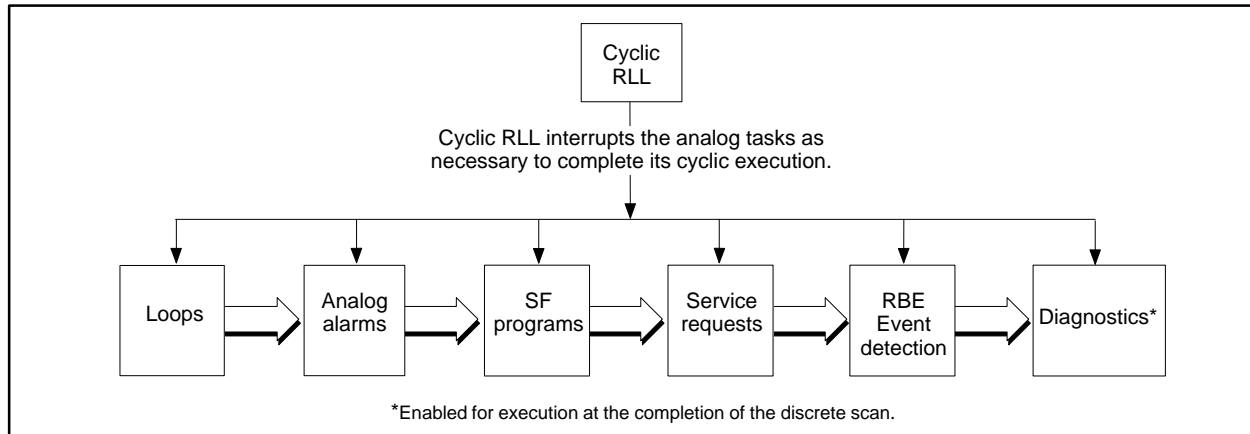 Cyclic
RLL
Cyclic RLL interrupts the analog tasks as
necessary to complete its cyclic execution.
Loops
Analog
alarms
SF
programs
Service
requests
RBE
Event
detection
Diagnostics*
*Enabled for execution at the completion of the discrete scan.